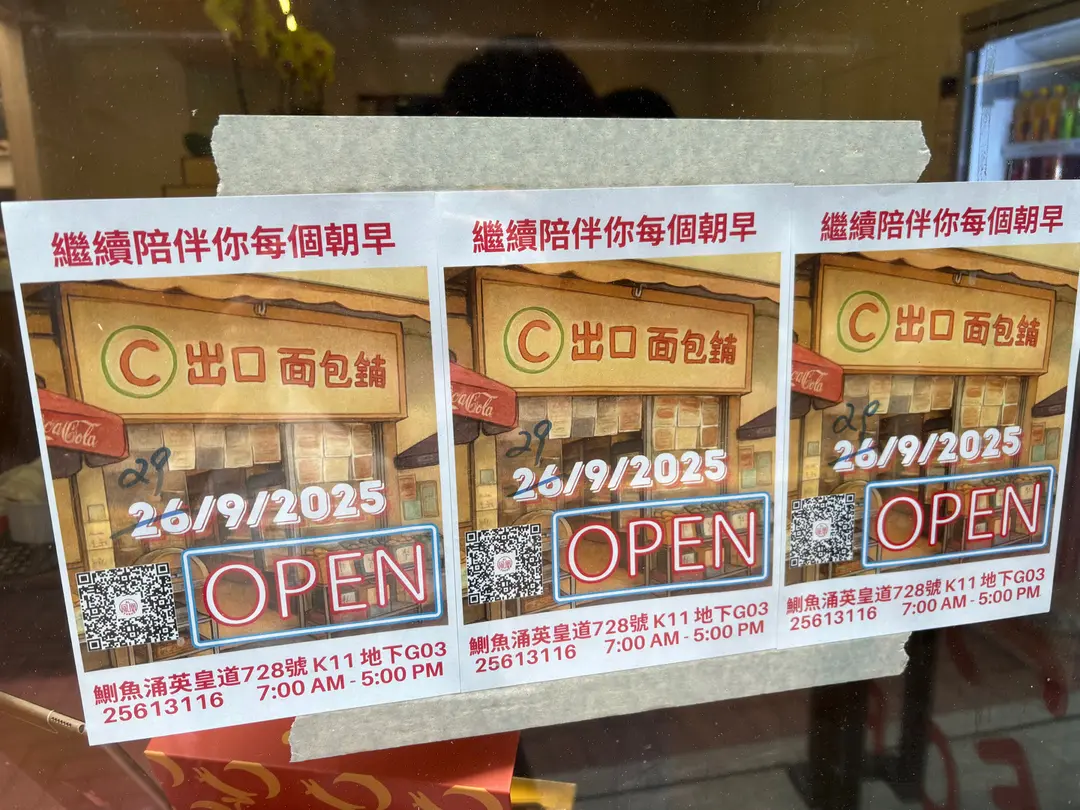 繼續陪伴你每個朝早
C 出口 面包鋪
Coca-Cola
29
26/9/2025
OPEN
鰂魚涌英皇道728號 K11 地下G03
25613116 7:00 AM - 5:00 PM
繼續陪伴你每個朝早
C 出口 面包鋪
Coca-Cola
29
26/9/2025
OPEN
鰂魚涌英皇道728號 K11 地下G03
25613116 7:00 AM - 5:00 PM
繼續陪伴你每個朝早
C 出口 面包鋪
Coca-Cola
29
26/9/2025
OPEN
鰂魚涌英皇道728號 K11 地下G03
25613116 7:00 AM - 5:00 PM